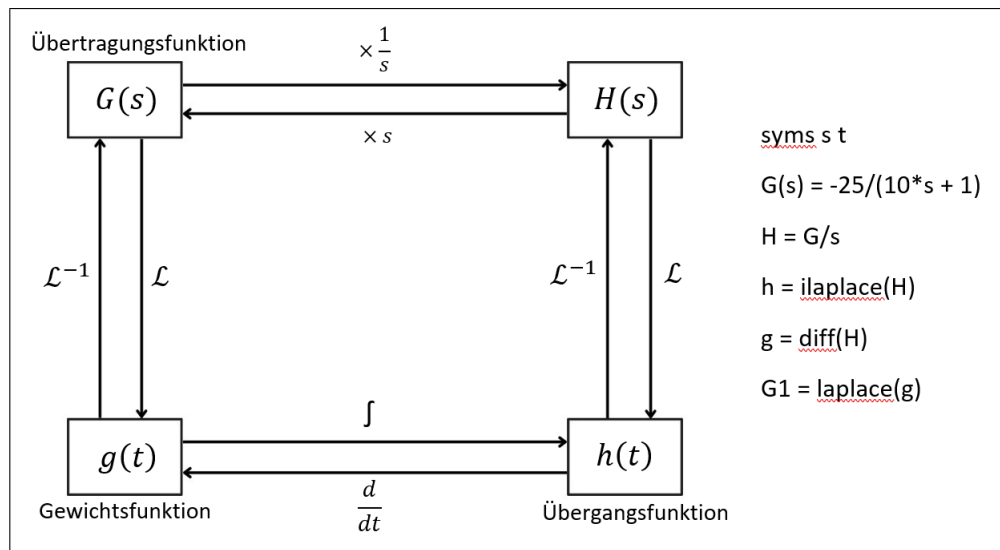 Übertragungsfunktion
× 1/s
G(s)
H(s)
× s
syms s t
G(s) = -25/(10*s + 1)
H = G/s
ℒ⁻¹
ℒ
ℒ⁻¹
ℒ
h = ilaplace(H)
g = diff(H)
G1 = laplace(g)
∫
g(t)
h(t)
d/dt
Gewichtsfunktion
Übergangsfunktion